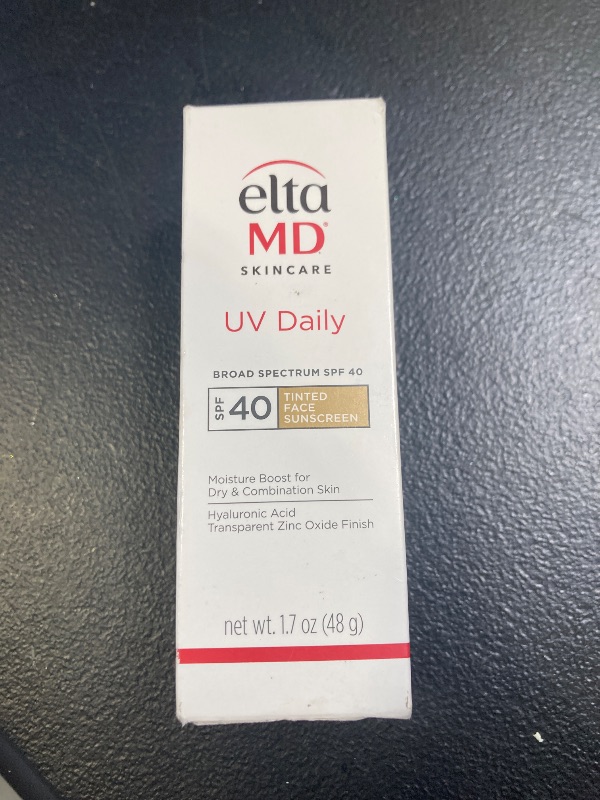 elta
MD®
SKINCARE
UV Daily
BROAD SPECTRUM SPF 40
SPF 40 TINTED
FACE
SUNSCREEN
Moisture Boost for
Dry & Combination Skin
Hyaluronic Acid
Transparent Zinc Oxide Finish
net wt. 1.7 oz (48 g)